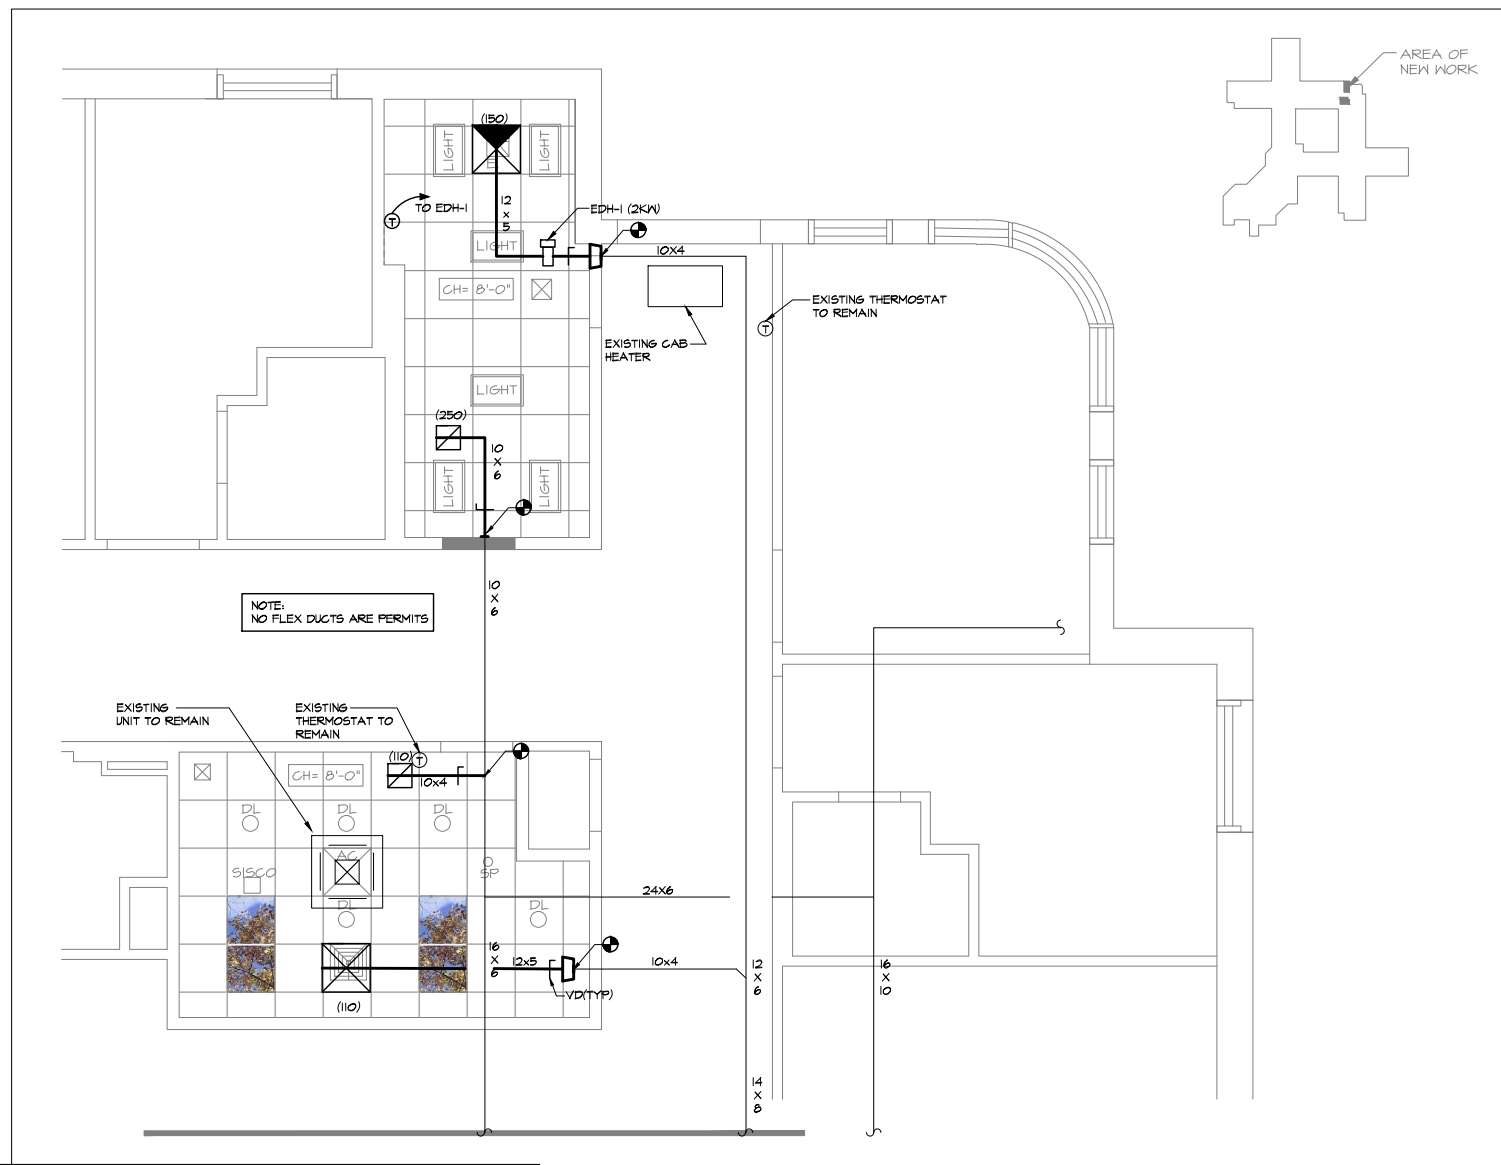 AREA OF
NEW WORK
(150)
LIGHT
LIGHT
12
x
5
TO EDH-1
T
EDH-1 (2KW)
LIGHT
10X4
CH= 8'-0"
EXISTING THERMOSTAT
TO REMAIN
T
EXISTING CAB
HEATER
LIGHT
(250)
10
X
6
LIGHT
LIGHT
10
X
6
NOTE:
NO FLEX DUCTS ARE PERMITS
EXISTING
UNIT TO REMAIN
EXISTING
THERMOSTAT TO
REMAIN
(110)
T
CH= 8'-0"
10x4
DL
DL
DL
AC
SISCO
SP
24X6
DL
DL
16
X
6
12x5
10x4
12
X
6
16
X
10
VD(TYP)
(110)
14
X
8